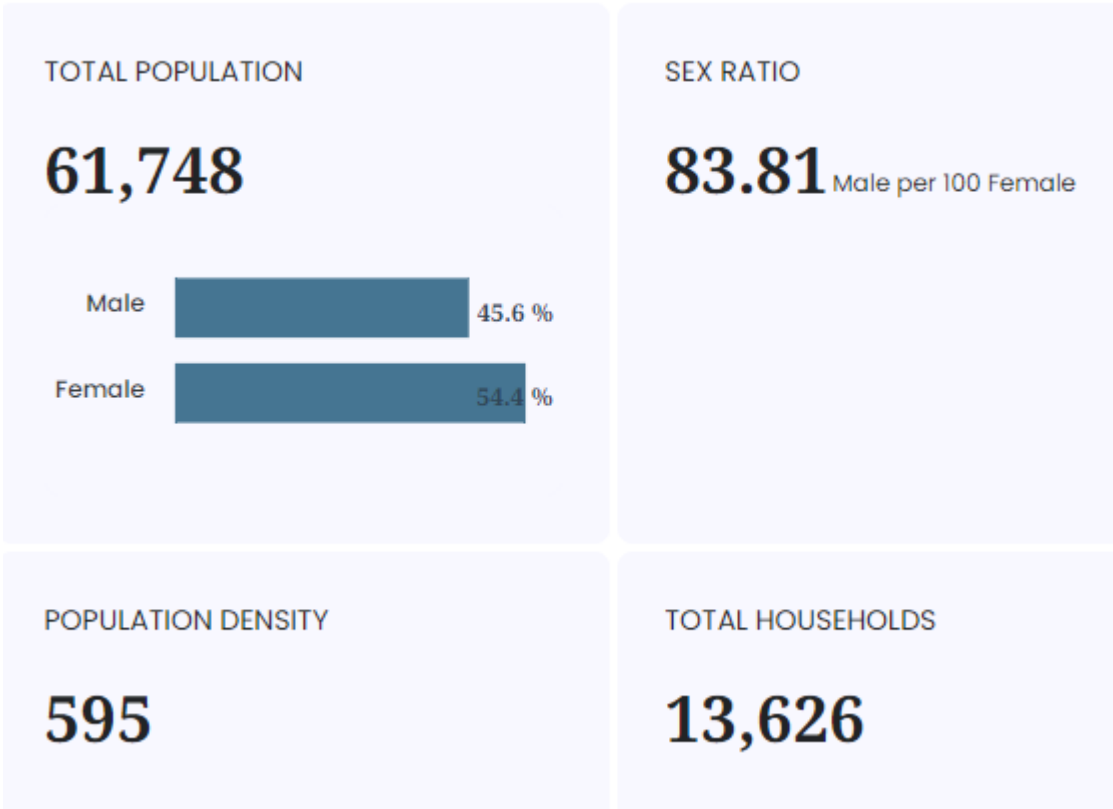 TOTAL POPULATION
61,748
Male 45.6 %
Female 54.4 %
SEX RATIO
83.81 Male per 100 Female
POPULATION DENSITY
595
TOTAL HOUSEHOLDS
13,626